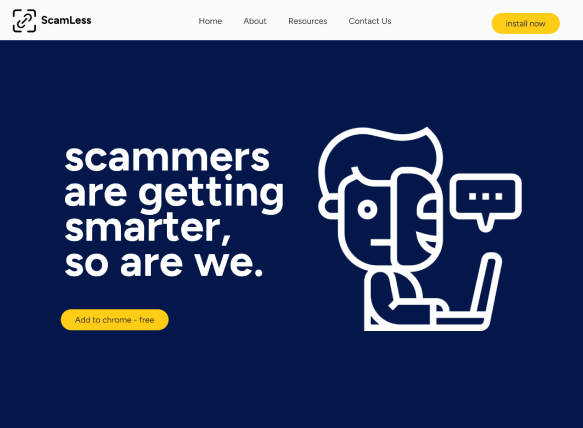 ScamLess
Home About Resources Contact Us
install now
scammers
are getting
smarter,
so are we.
Add to chrome - free